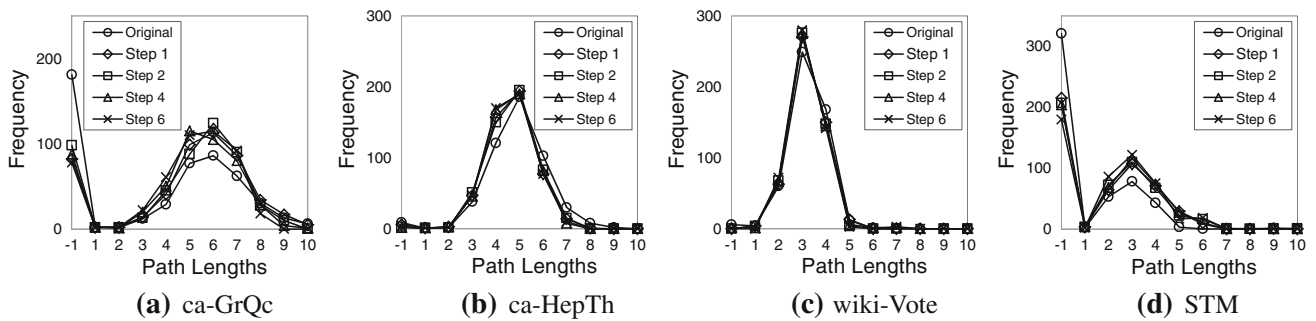 Frequency
200
100
0
-1 1 2 3 4 5 6 7 8 9 10
Path Lengths
Original
Step 1
Step 2
Step 4
Step 6
(a) ca-GrQc
Frequency
300
200
100
0
-1 1 2 3 4 5 6 7 8 9 10
Path Lengths
Original
Step 1
Step 2
Step 4
Step 6
(b) ca-HepTh
Frequency
300
200
100
0
-1 1 2 3 4 5 6 7 8 9 10
Path Lengths
Original
Step 1
Step 2
Step 4
Step 6
(c) wiki-Vote
Frequency
300
200
100
0
-1 1 2 3 4 5 6 7 8 9 10
Path Lengths
Original
Step 1
Step 2
Step 4
Step 6
(d) STM